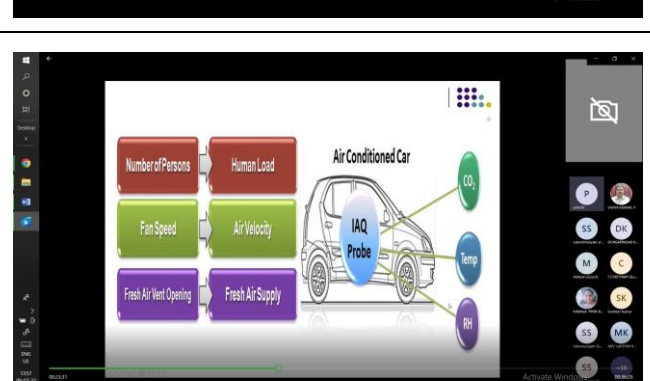 Desktop
Number of Persons
Human Load
Air Conditioned Car
CO2
Fan Speed
Air Velocity
IAQ
Probe
Temp
Fresh Air Vent Opening
Fresh Air Supply
RH
P
SS
DK
M
C
SK
SS
MK
SS
+50
ENG
US
13:57
00:23:31
Activate Windows
00:36:23